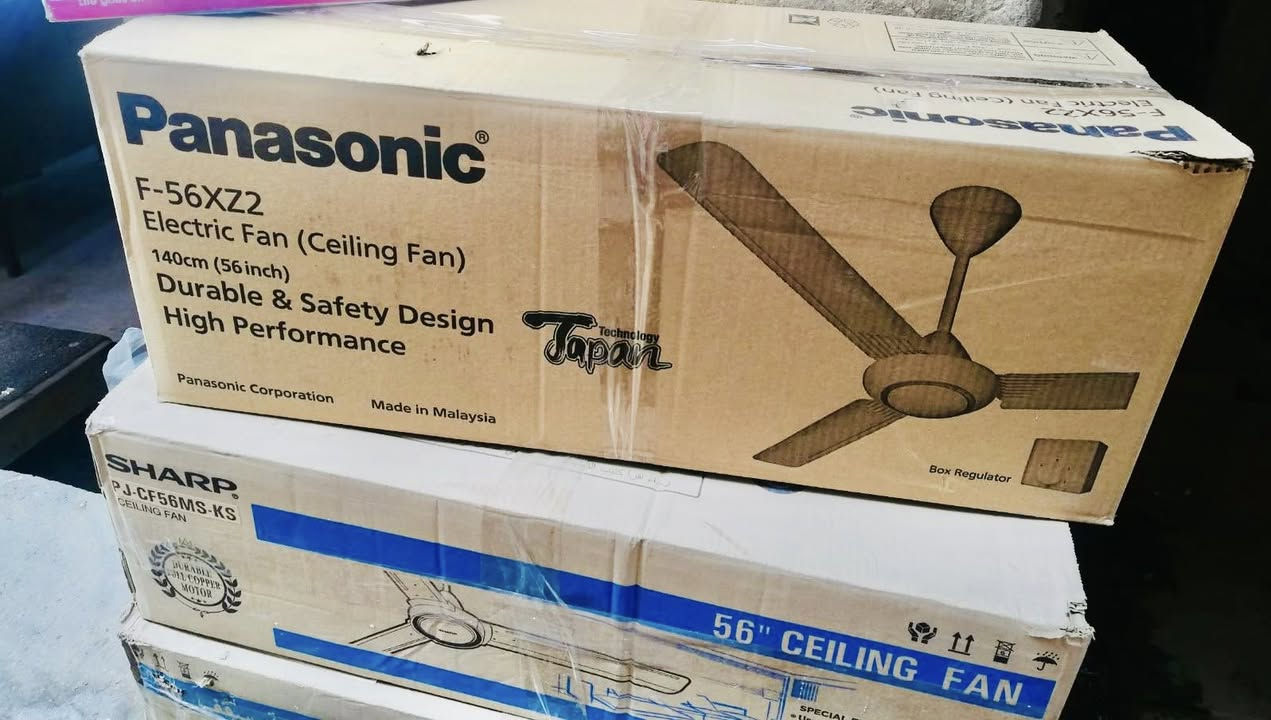 Panasonic®
F-56XZ2
Electric Fan (Ceiling Fan)
140cm (56inch)
Durable & Safety Design
High Performance
Technology
Japan
Panasonic Corporation
Made in Malaysia
Box Regulator
Panasonic
F-56XZ2
Electric Fan (Ceiling Fan)
SHARP
PJ-CF56MS-KS
CEILING FAN
DURABLE
MOTOR
56" CEILING FAN
SPECIAL